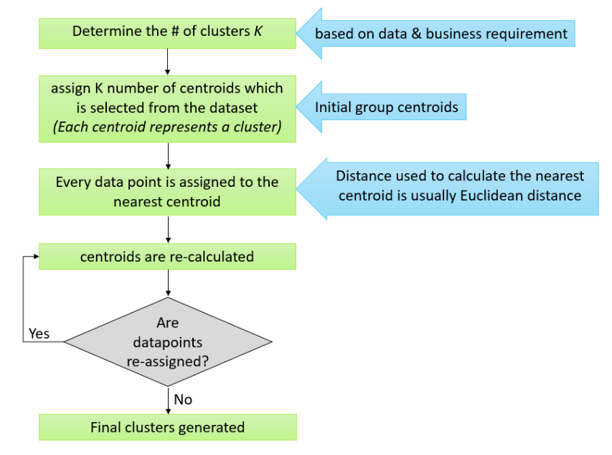 Determine the # of clusters K
based on data & business requirement
assign K number of centroids which
is selected from the dataset
(Each centroid represents a cluster)
Initial group centroids
Every data point is assigned to the
nearest centroid
Distance used to calculate the nearest
centroid is usually Euclidean distance
centroids are re-calculated
Are
datapoints
re-assigned?
Yes
No
Final clusters generated